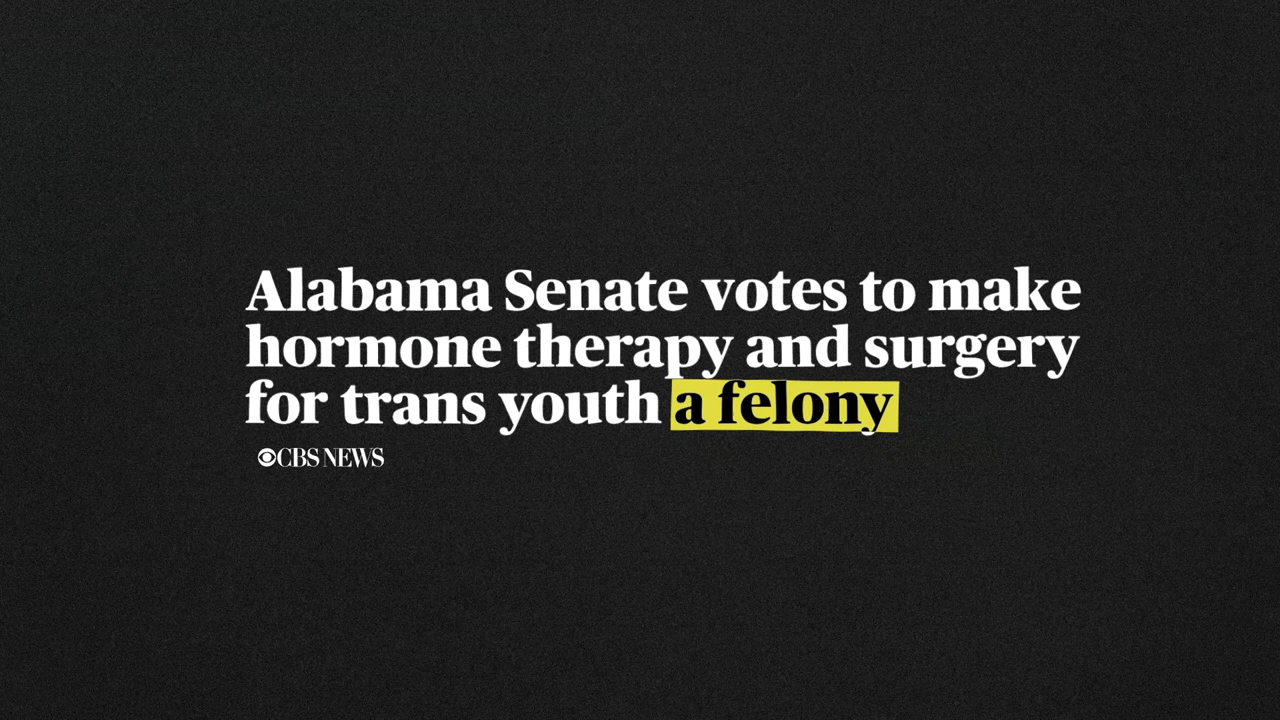 Alabama Senate votes to make
hormone therapy and surgery
for trans youth a felony
CBS NEWS